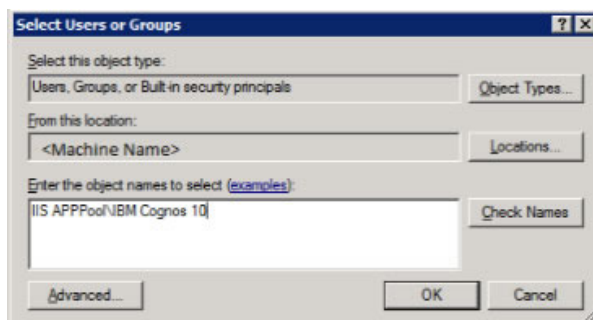 Select Users or Groups
Select this object type:
Users, Groups, or Built-in security principals
Object Types...
From this location:
<Machine Name>
Locations...
Enter the object names to select (examples):
IIS APPPool\IBM Cognos 10
Check Names
Advanced...
OK
Cancel